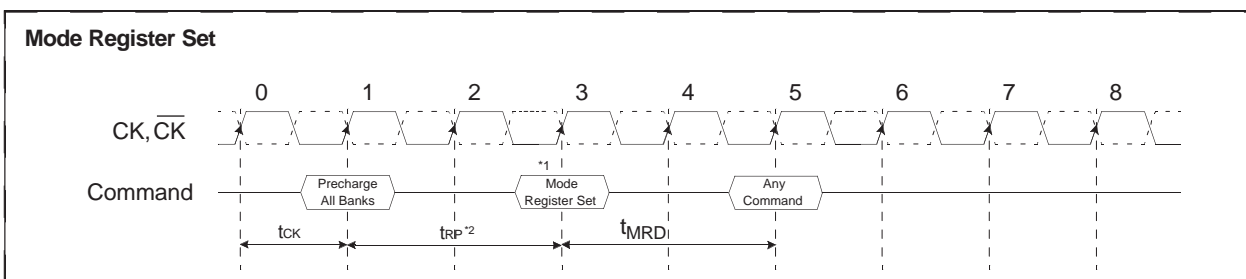 Mode Register Set
0 1 2 3 4 5 6 7 8
CK, C̅K̅
*1
Command
Precharge
All Banks
Mode
Register Set
Any
Command
tCK
tRP*2
tMRD